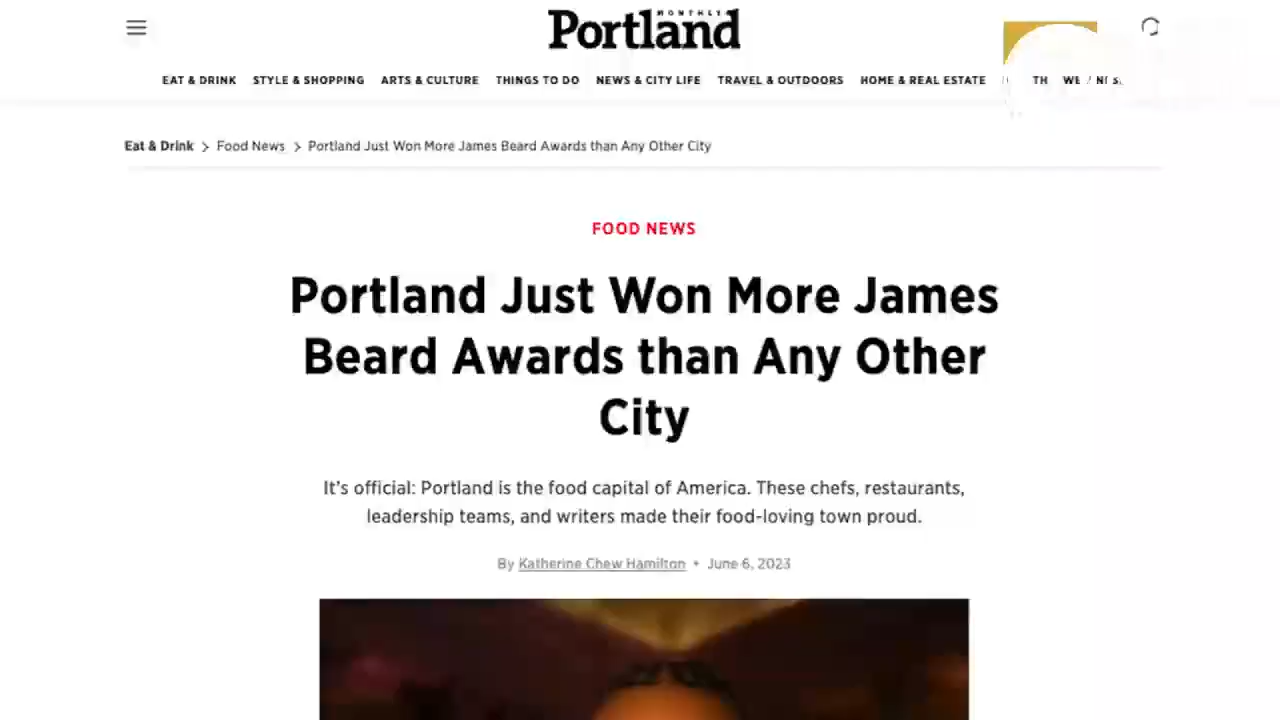 MONTHLY
Portland
EAT & DRINK STYLE & SHOPPING ARTS & CULTURE THINGS TO DO NEWS & CITY LIFE TRAVEL & OUTDOORS HOME & REAL ESTATE
Eat & Drink > Food News > Portland Just Won More James Beard Awards than Any Other City
FOOD NEWS
Portland Just Won More James
Beard Awards than Any Other
City
It's official: Portland is the food capital of America. These chefs, restaurants,
leadership teams, and writers made their food-loving town proud.
By Katherine Chew Hamilton • June 6, 2023